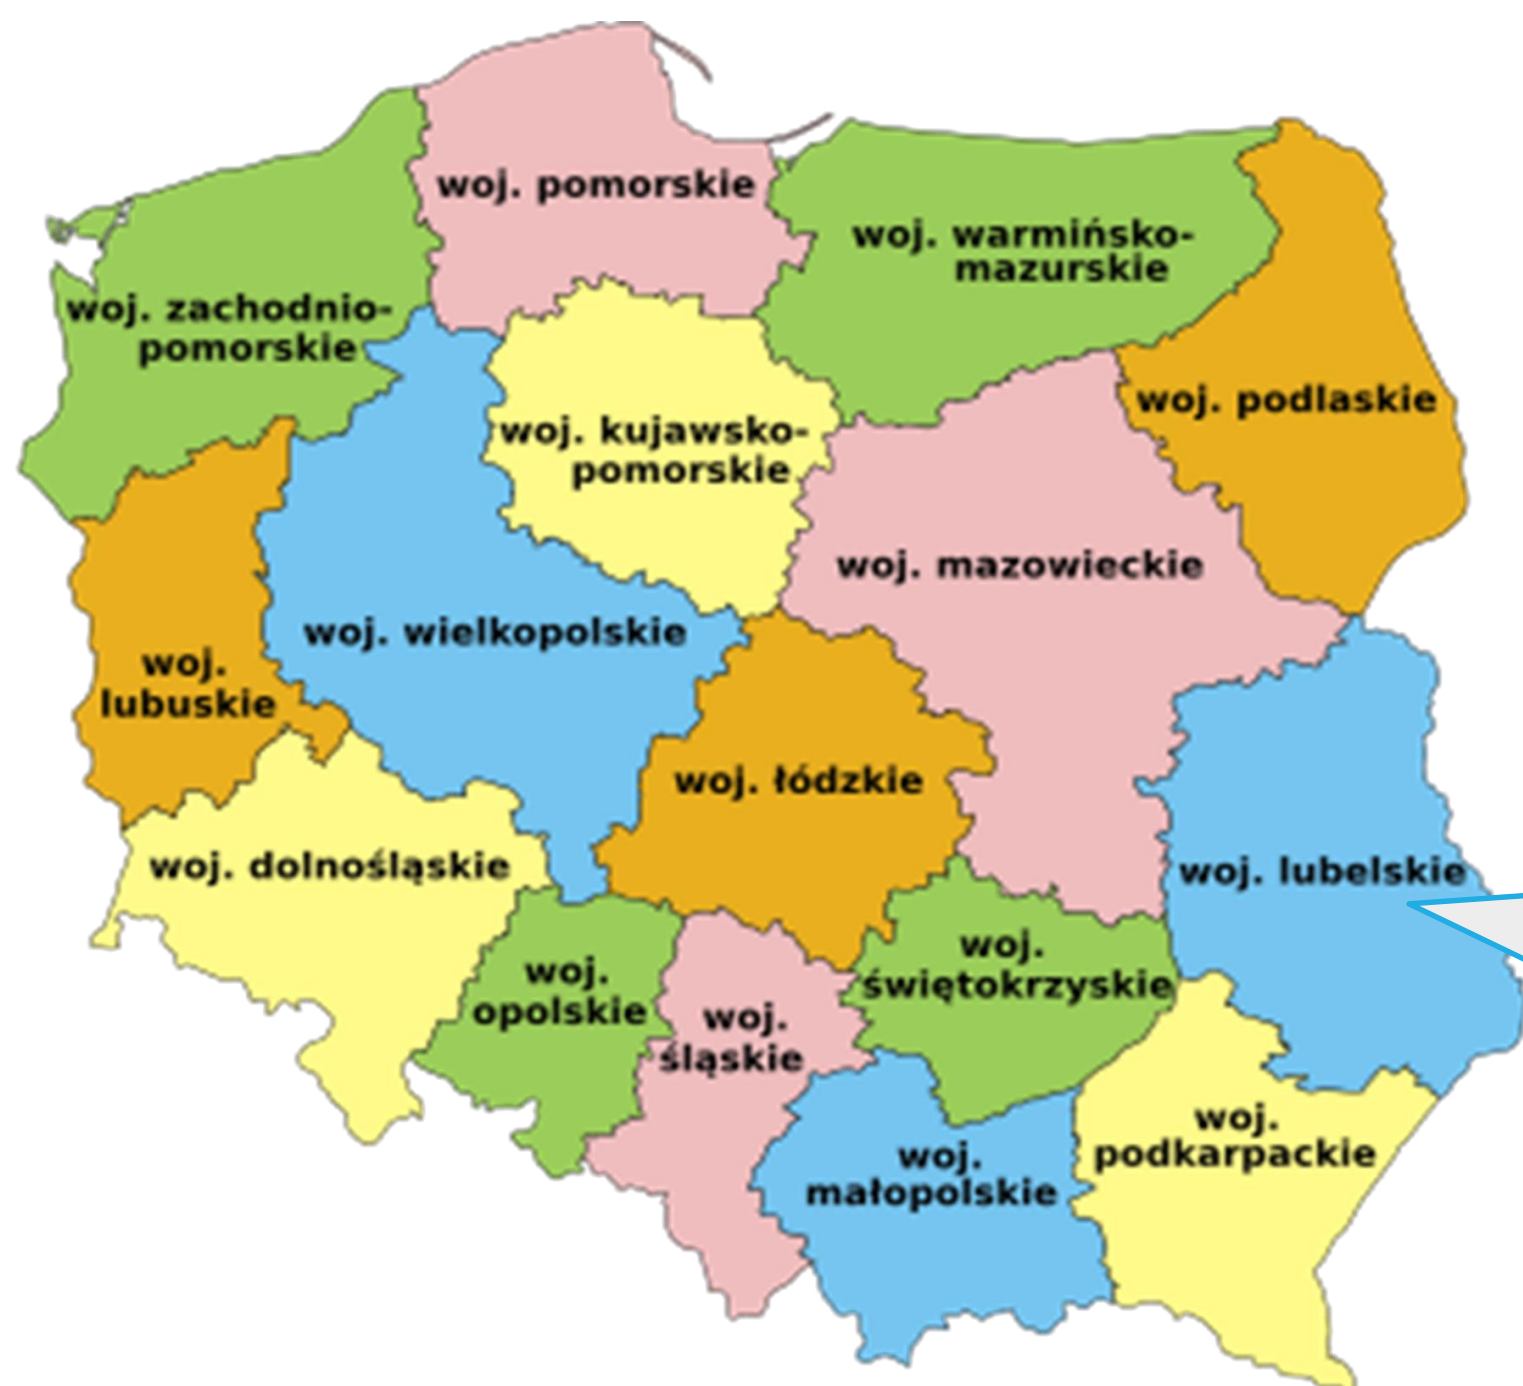 woj. pomorskie
woj. warmińsko-
mazurskie
woj. zachodnio-
pomorskie
woj. podlaskie
woj. kujawsko-
pomorskie
woj. mazowieckie
woj. wielkopolskie
woj.
lubuskie
woj. łódzkie
woj. dolnośląskie
woj. lubelskie
woj.
świętokrzyskie
woj.
opolskie
woj.
śląskie
woj.
podkarpackie
woj.
małopolskie